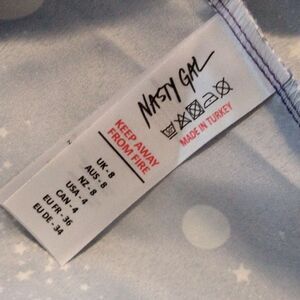 NASTY GAL
MADE IN TURKEY
KEEP AWAY
FROM FIRE
UK - 8
AUS - 8
NZ - 8
USA - 4
CAN - 4
EU FR - 36
EU DE - 34